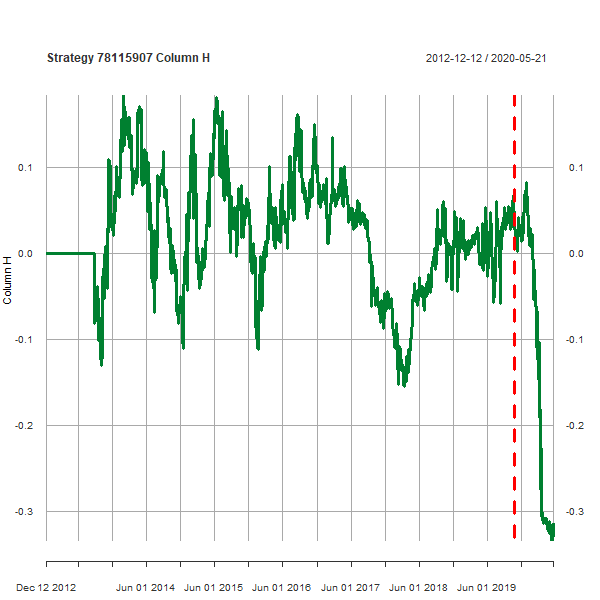 Strategy 78115907 Column H
2012-12-12 / 2020-05-21
0.1 0.1
0.0 0.0
Column H
-0.1 -0.1
-0.2 -0.2
-0.3 -0.3
Dec 12 2012 Jun 01 2014 Jun 01 2015 Jun 01 2016 Jun 01 2017 Jun 01 2018 Jun 01 2019